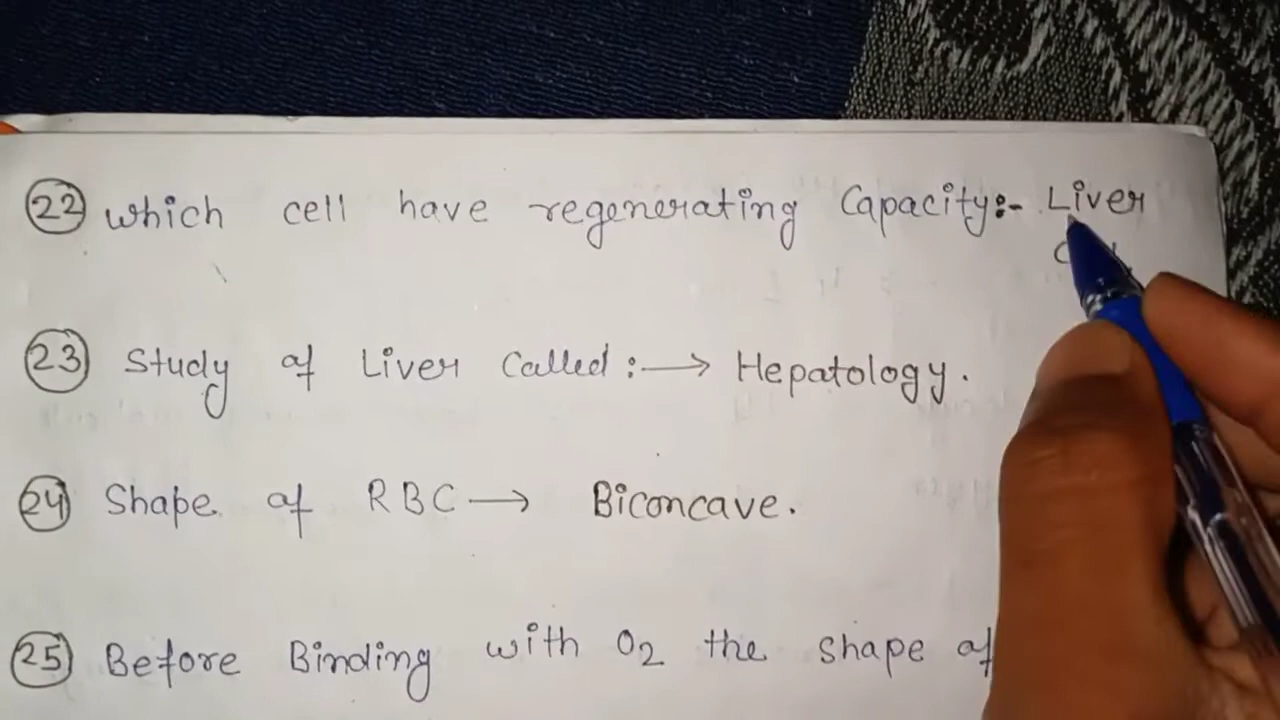 22 Which cell have regenerating Capacity:- Liver
23 Study of Liver Called :→ Hepatology.
24 Shape of RBC → Biconcave.
25 Before Binding with O2 the shape of